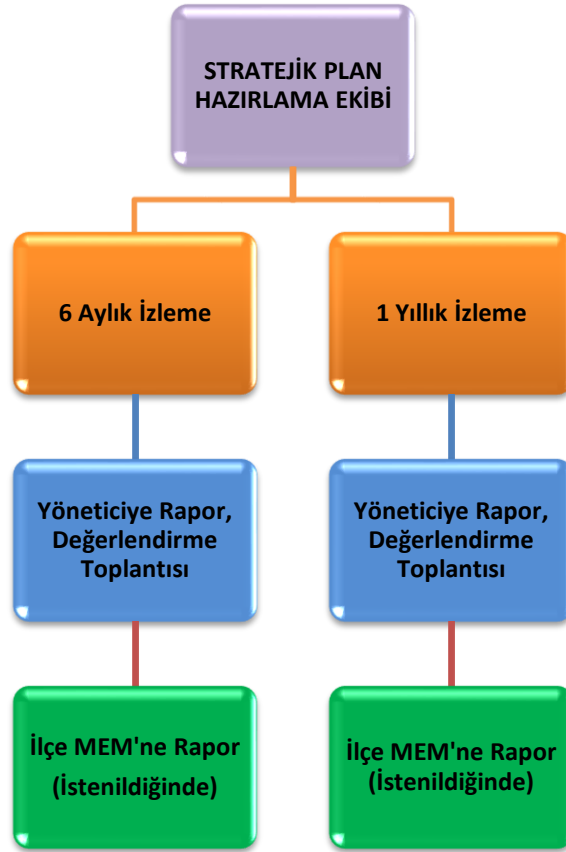 STRATEJİK PLAN
HAZIRLAMA EKİBİ
6 Aylık İzleme
1 Yıllık İzleme
Yöneticiye Rapor,
Değerlendirme
Toplantısı
Yöneticiye Rapor,
Değerlendirme
Toplantısı
İlçe MEM'ne Rapor
(İstenildiğinde)
İlçe MEM'ne Rapor
(İstenildiğinde)